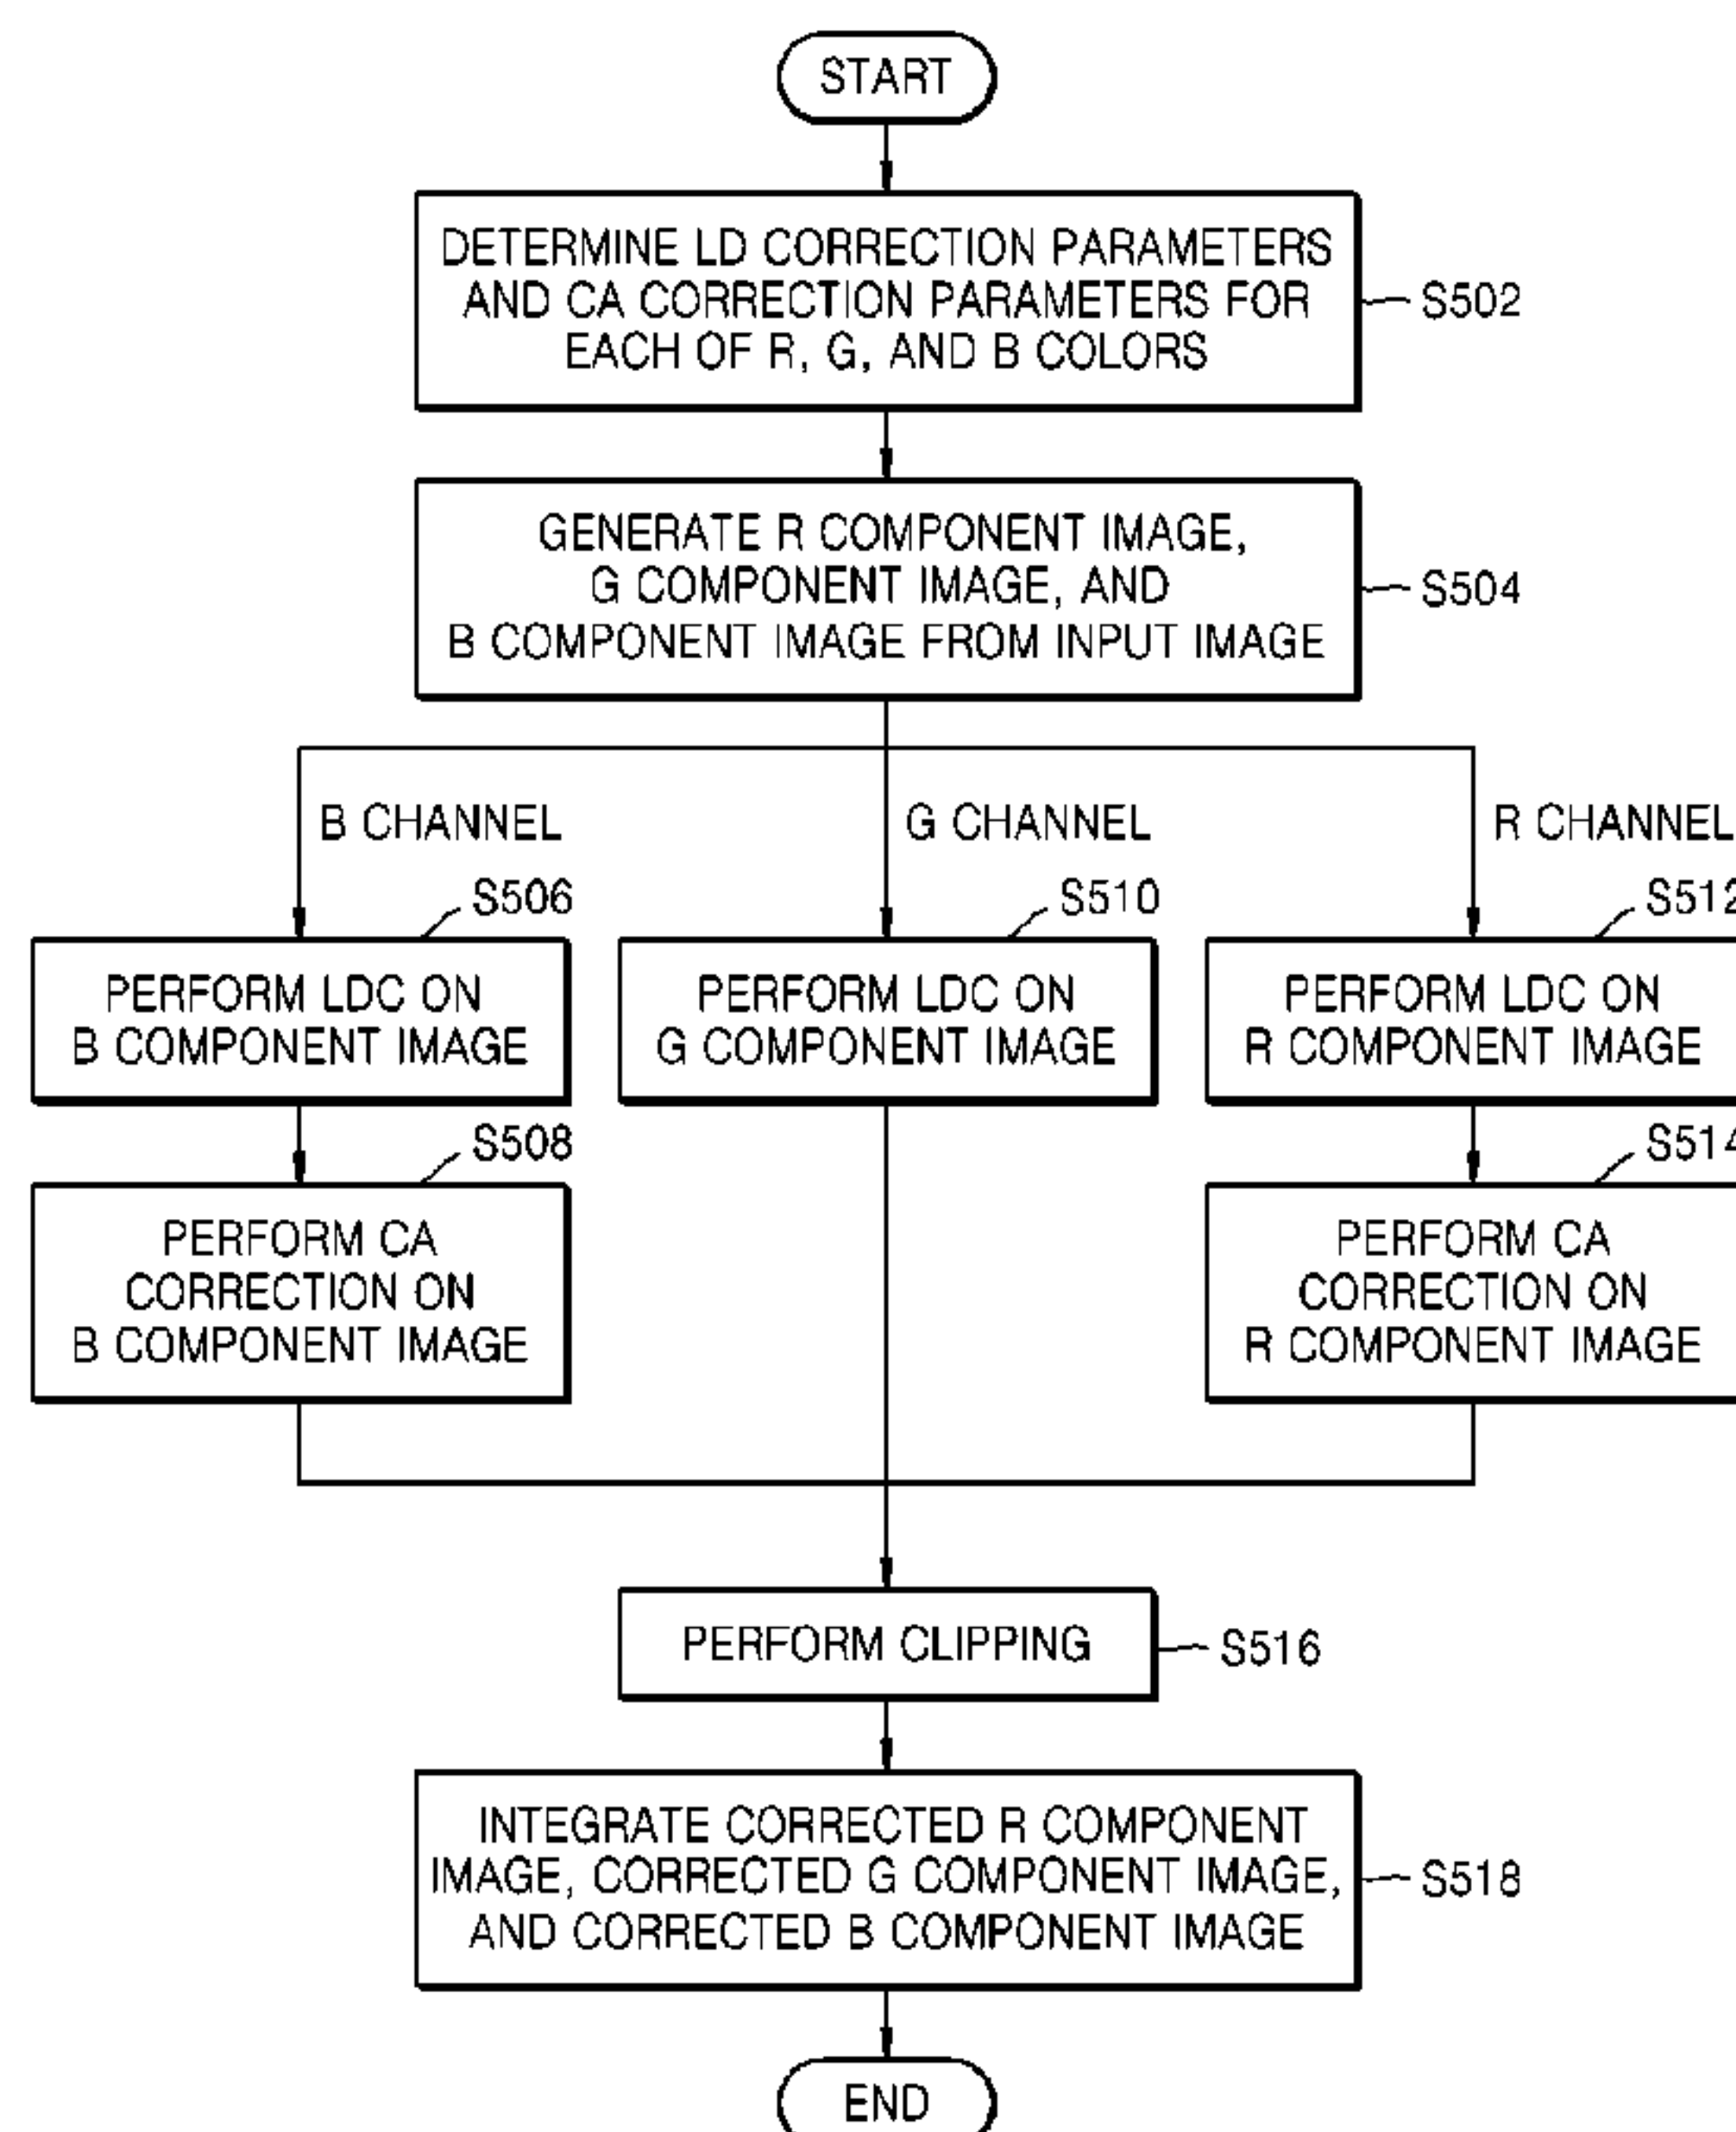 START
DETERMINE LD CORRECTION PARAMETERS
AND CA CORRECTION PARAMETERS FOR
EACH OF R, G, AND B COLORS
S502
GENERATE R COMPONENT IMAGE,
G COMPONENT IMAGE, AND
B COMPONENT IMAGE FROM INPUT IMAGE
S504
B CHANNEL
G CHANNEL
R CHANNEL
S506
S510
S512
PERFORM LDC ON
B COMPONENT IMAGE
PERFORM LDC ON
G COMPONENT IMAGE
PERFORM LDC ON
R COMPONENT IMAGE
S508
S514
PERFORM CA
CORRECTION ON
B COMPONENT IMAGE
PERFORM CA
CORRECTION ON
R COMPONENT IMAGE
PERFORM CLIPPING
S516
INTEGRATE CORRECTED R COMPONENT
IMAGE, CORRECTED G COMPONENT IMAGE,
AND CORRECTED B COMPONENT IMAGE
S518
END